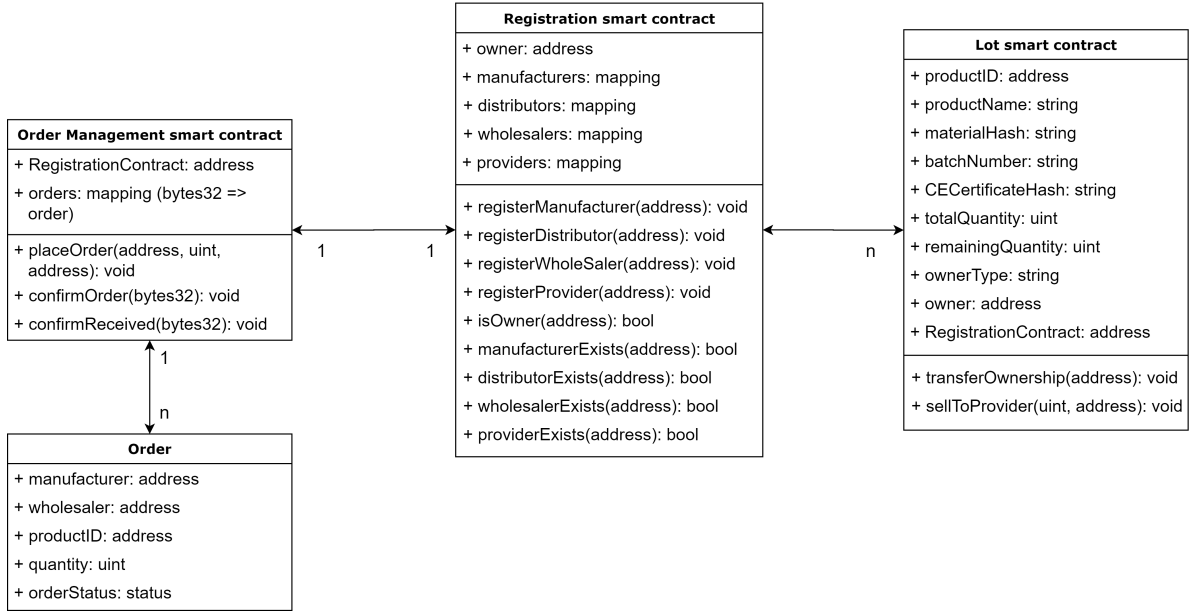 Order Management smart contract
+ RegistrationContract: address
+ orders: mapping (bytes32 =>
order)
+ placeOrder(address, uint,
address): void
+ confirmOrder(bytes32): void
+ confirmReceived(bytes32): void
1
n
Order
+ manufacturer: address
+ wholesaler: address
+ productID: address
+ quantity: uint
+ orderStatus: status
1
1
Registration smart contract
+ owner: address
+ manufacturers: mapping
+ distributors: mapping
+ wholesalers: mapping
+ providers: mapping
+ registerManufacturer(address): void
+ registerDistributor(address): void
+ registerWholeSaler(address): void
+ registerProvider(address): void
+ isOwner(address): bool
+ manufacturerExists(address): bool
+ distributorExists(address): bool
+ wholesalerExists(address): bool
+ providerExists(address): bool
n
Lot smart contract
+ productID: address
+ productName: string
+ materialHash: string
+ batchNumber: string
+ CECertificateHash: string
+ totalQuantity: uint
+ remainingQuantity: uint
+ ownerType: string
+ owner: address
+ RegistrationContract: address
+ transferOwnership(address): void
+ sellToProvider(uint, address): void